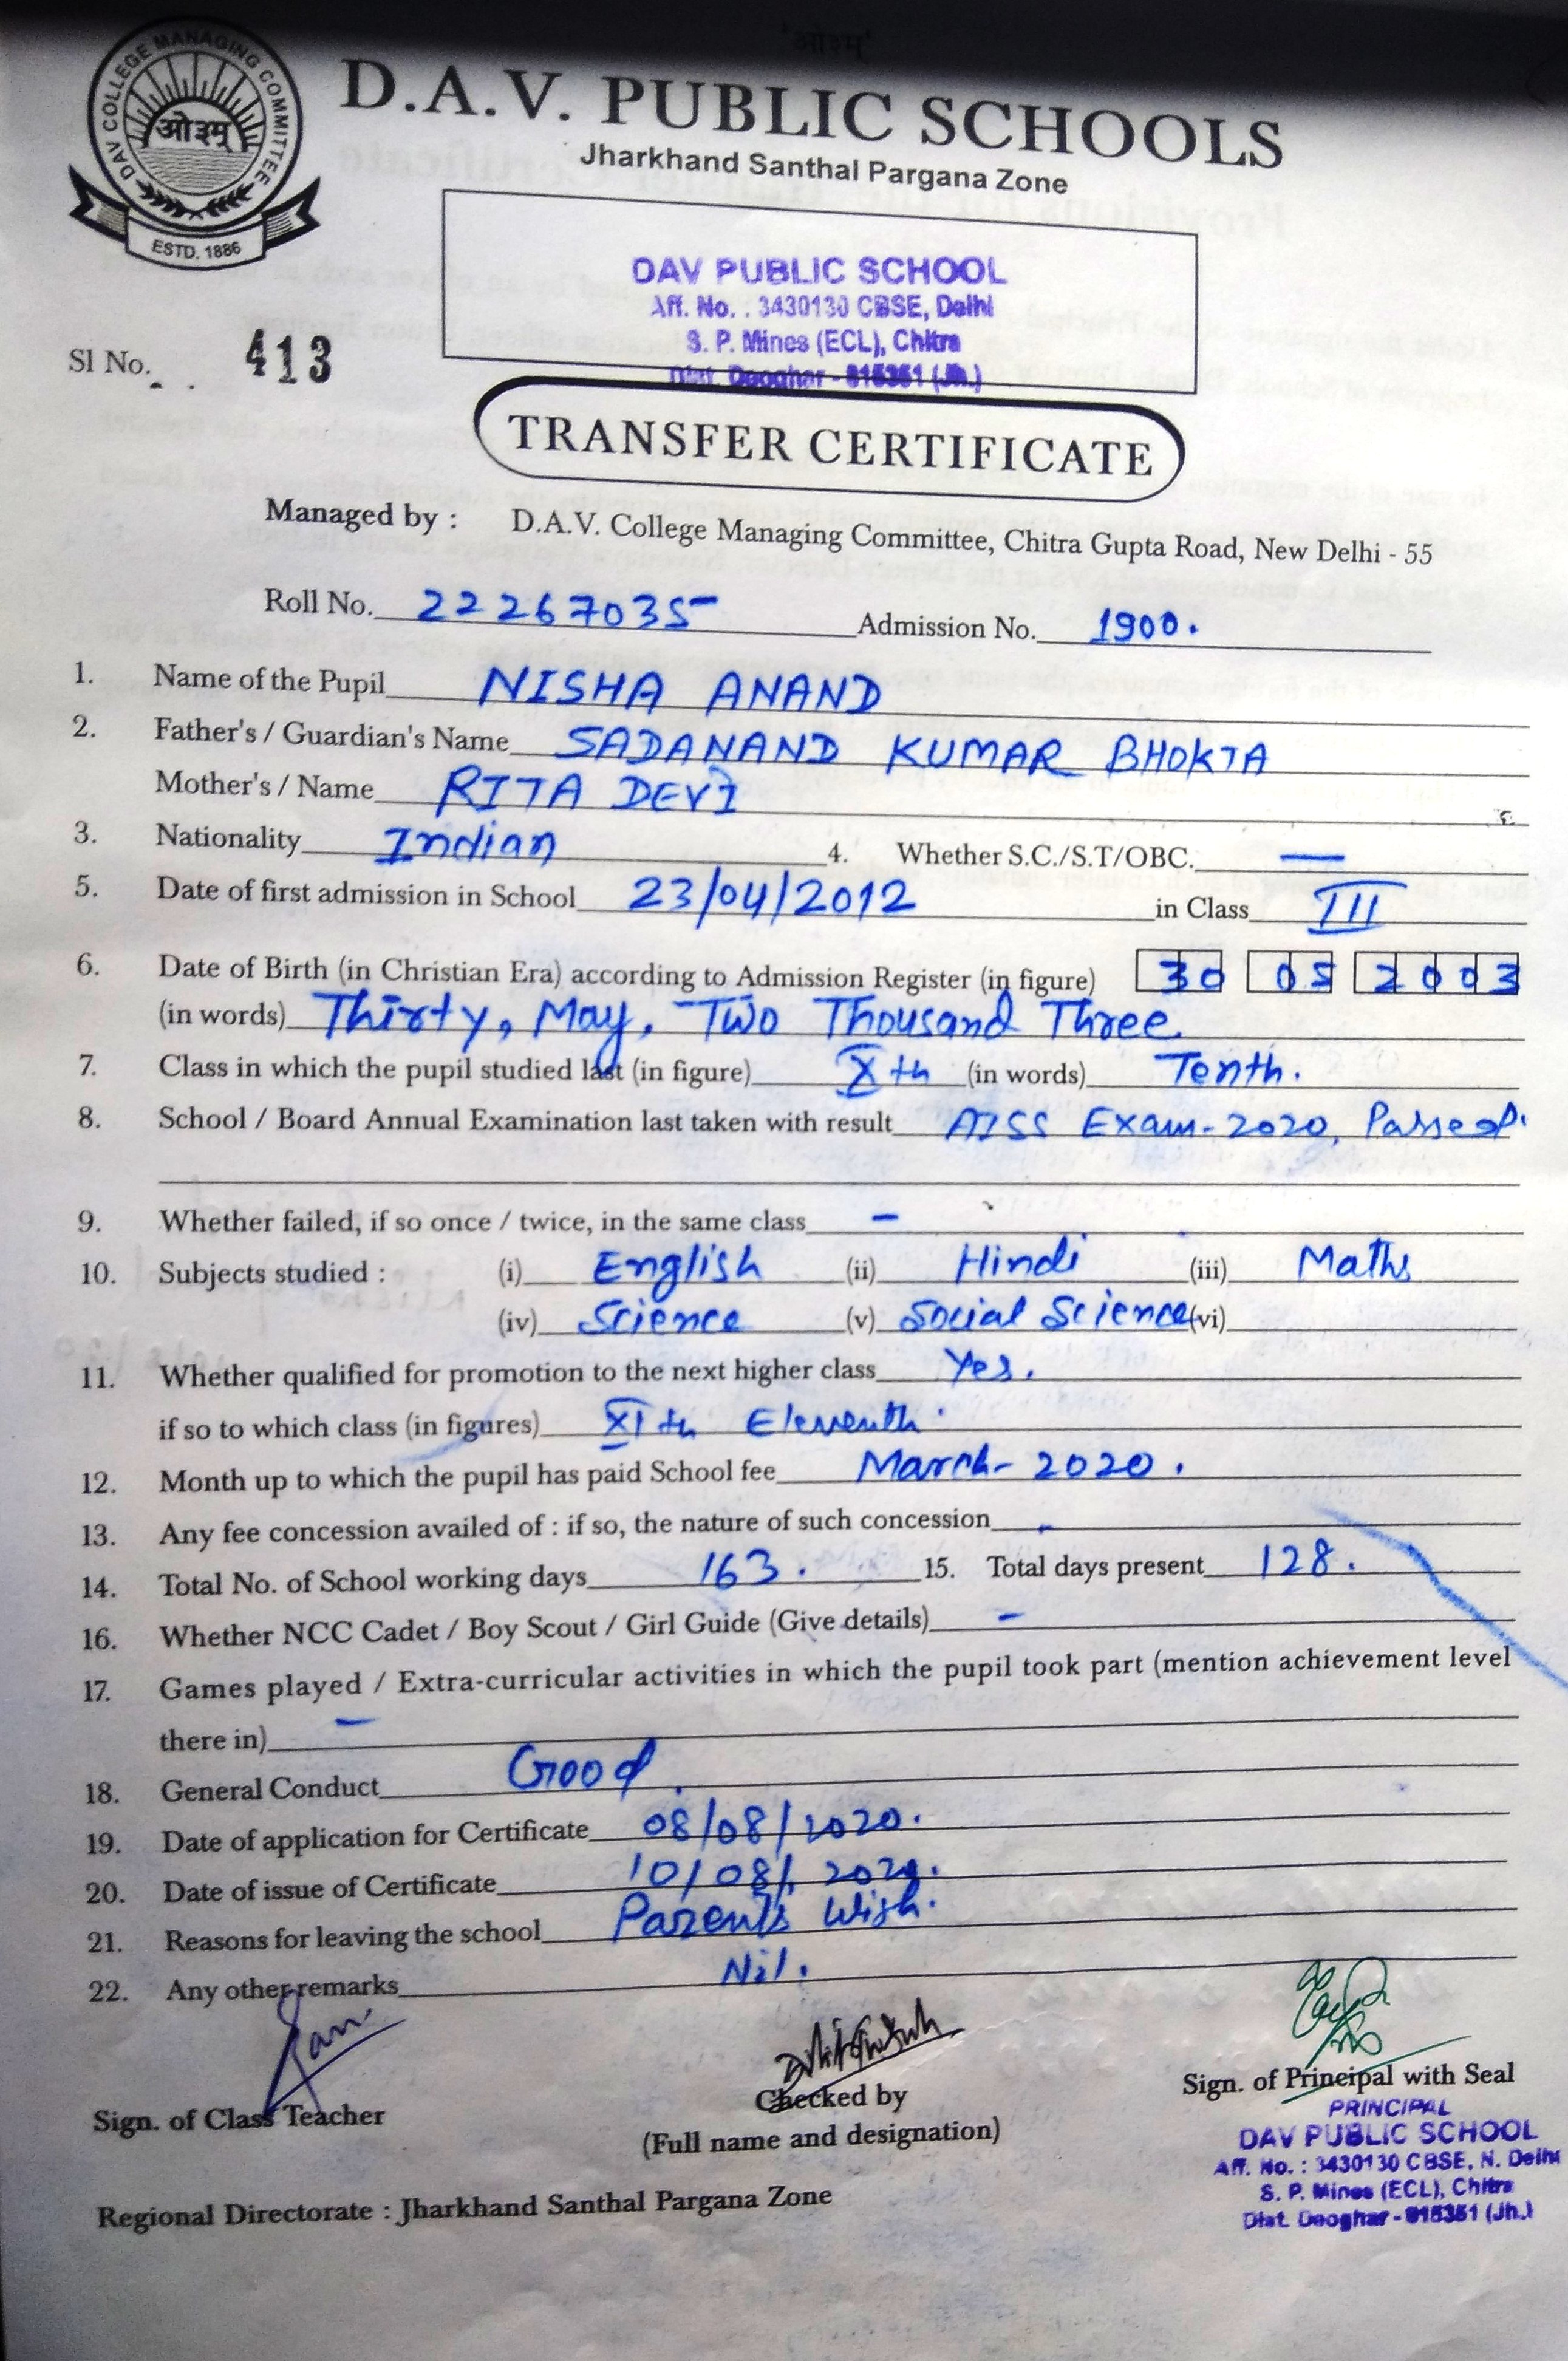 'ओ३म्'
DAV COLLEGE MANAGING COMMITTEE
ओ३म्
ESTD. 1886
D.A.V. PUBLIC SCHOOLS
Jharkhand Santhal Pargana Zone
DAV PUBLIC SCHOOL
Aff. No. : 3430130 CBSE, Delhi
S. P. Mines (ECL), Chitra
Dist. Deoghar - 815351 (Jh.)
Sl No. 413
TRANSFER CERTIFICATE
Managed by : D.A.V. College Managing Committee, Chitra Gupta Road, New Delhi - 55
Roll No. 22267035 Admission No. 1900.
1. Name of the Pupil NISHA ANAND
2. Father's / Guardian's Name SADANAND KUMAR BHOKTA
Mother's / Name RITA DEVI
3. Nationality Indian 4. Whether S.C./S.T/OBC. —
5. Date of first admission in School 23/04/2012 in Class III
6. Date of Birth (in Christian Era) according to Admission Register (in figure) 30 05 2003
(in words) Thirty, May, Two Thousand Three
7. Class in which the pupil studied last (in figure) Xth (in words) Tenth.
8. School / Board Annual Examination last taken with result AISS Exam-2020, Passed.
9. Whether failed, if so once / twice, in the same class –
10. Subjects studied : (i) English (ii) Hindi (iii) Maths
(iv) Science (v) Social Science (vi)
11. Whether qualified for promotion to the next higher class Yes.
if so to which class (in figures) XIth Eleventh.
12. Month up to which the pupil has paid School fee March-2020.
13. Any fee concession availed of : if so, the nature of such concession -
14. Total No. of School working days 163. 15. Total days present 128.
16. Whether NCC Cadet / Boy Scout / Girl Guide (Give details) –
17. Games played / Extra-curricular activities in which the pupil took part (mention achievement level
there in) –
18. General Conduct Good.
19. Date of application for Certificate 08/08/2020.
20. Date of issue of Certificate 10/08/2020.
21. Reasons for leaving the school Parents Wish.
22. Any other remarks Nil.
Sign. of Class Teacher
Checked by
(Full name and designation)
Sign. of Principal with Seal
PRINCIPAL
DAV PUBLIC SCHOOL
Aff. No. : 3430130 CBSE, N. Delhi
S. P. Mines (ECL), Chitra
Dist. Deoghar - 815351 (Jh.)
Regional Directorate : Jharkhand Santhal Pargana Zone